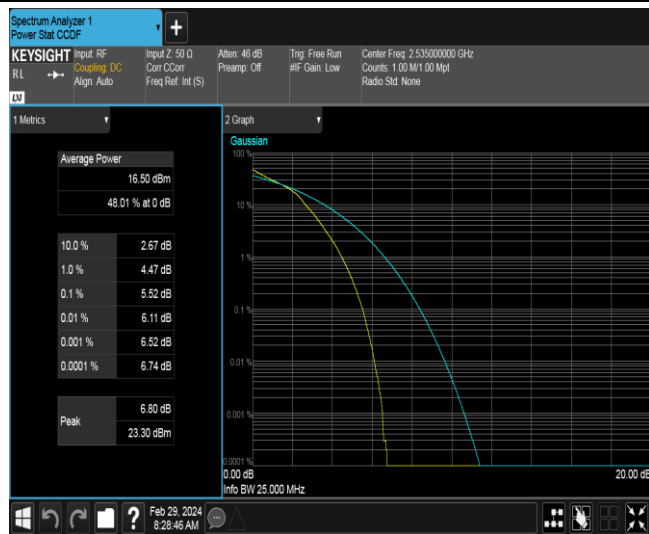 Spectrum Analyzer 1
Power Stat CCDF
+
KEYSIGHT
RL
LXI
Input: RF
Coupling: DC
Align: Auto
Input Z: 50 Ω
Corr CCorr
Freq Ref: Int (S)
Atten: 46 dB
Preamp: Off
Trig: Free Run
#IF Gain: Low
Center Freq: 2.535000000 GHz
Counts: 1.00 M/1.00 Mpt
Radio Std: None
1 Metrics
Average Power
16.50 dBm
48.01 % at 0 dB
10.0 % 2.67 dB
1.0 % 4.47 dB
0.1 % 5.52 dB
0.01 % 6.11 dB
0.001 % 6.52 dB
0.0001 % 6.74 dB
Peak
6.80 dB
23.30 dBm
2 Graph
Gaussian
100 %
10 %
1 %
0.1 %
0.01 %
0.001 %
0.0001 %
0.00 dB
20.00 dB
Info BW 25.000 MHz
?
Feb 29, 2024
8:28:46 AM